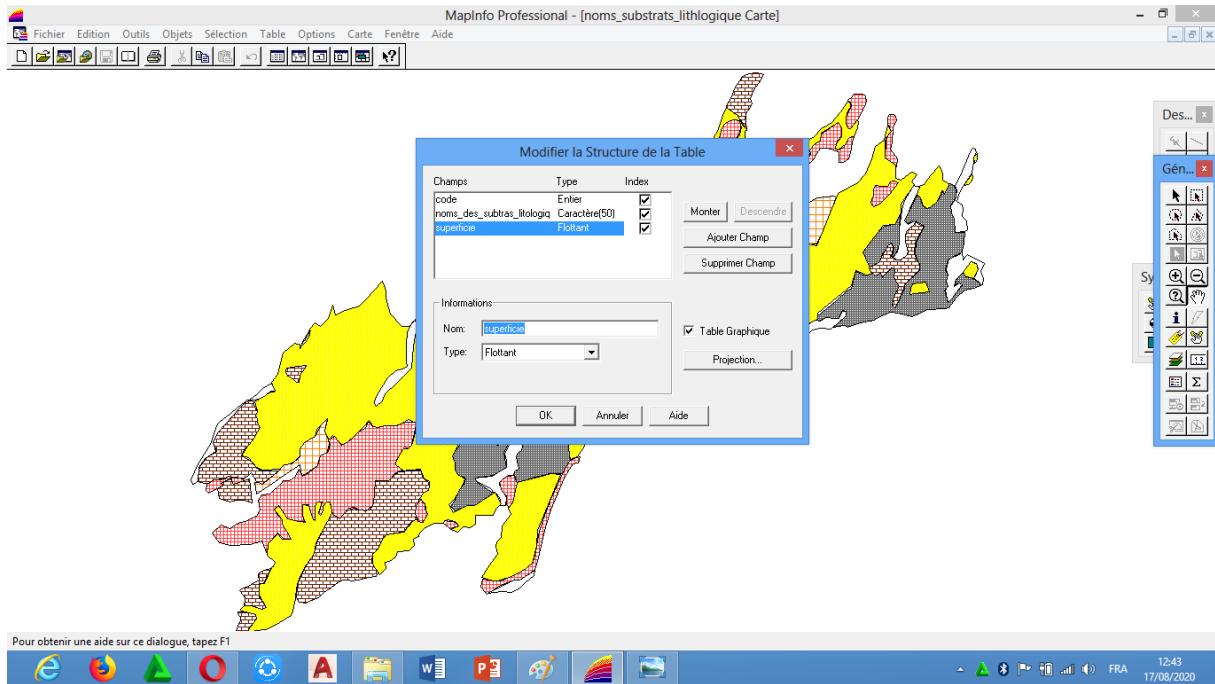 MapInfo Professional - [noms_substrats_lithlogique Carte]
Fichier Edition Outils Objets Sélection Table Options Carte Fenêtre Aide
Des...
Modifier la Structure de la Table
Gén...
Champs Type Index
code Entier
noms_des_subtras_litologiq Caractère(50)
superficie Flottant
Monter Descendre
Ajouter Champ
Supprimer Champ
Sy
Informations
Nom: superficie
Table Graphique
Type: Flottant
Projection...
OK Annuler Aide
Pour obtenir une aide sur ce dialogue, tapez F1
FRA 12:43
17/08/2020